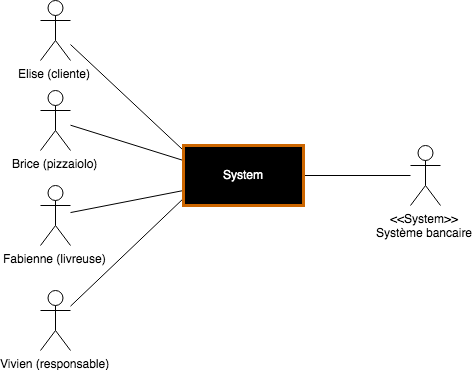 Elise (cliente)
Brice (pizzaiolo)
System
<<System>>
Système bancaire
Fabienne (livreuse)
Vivien (responsable)